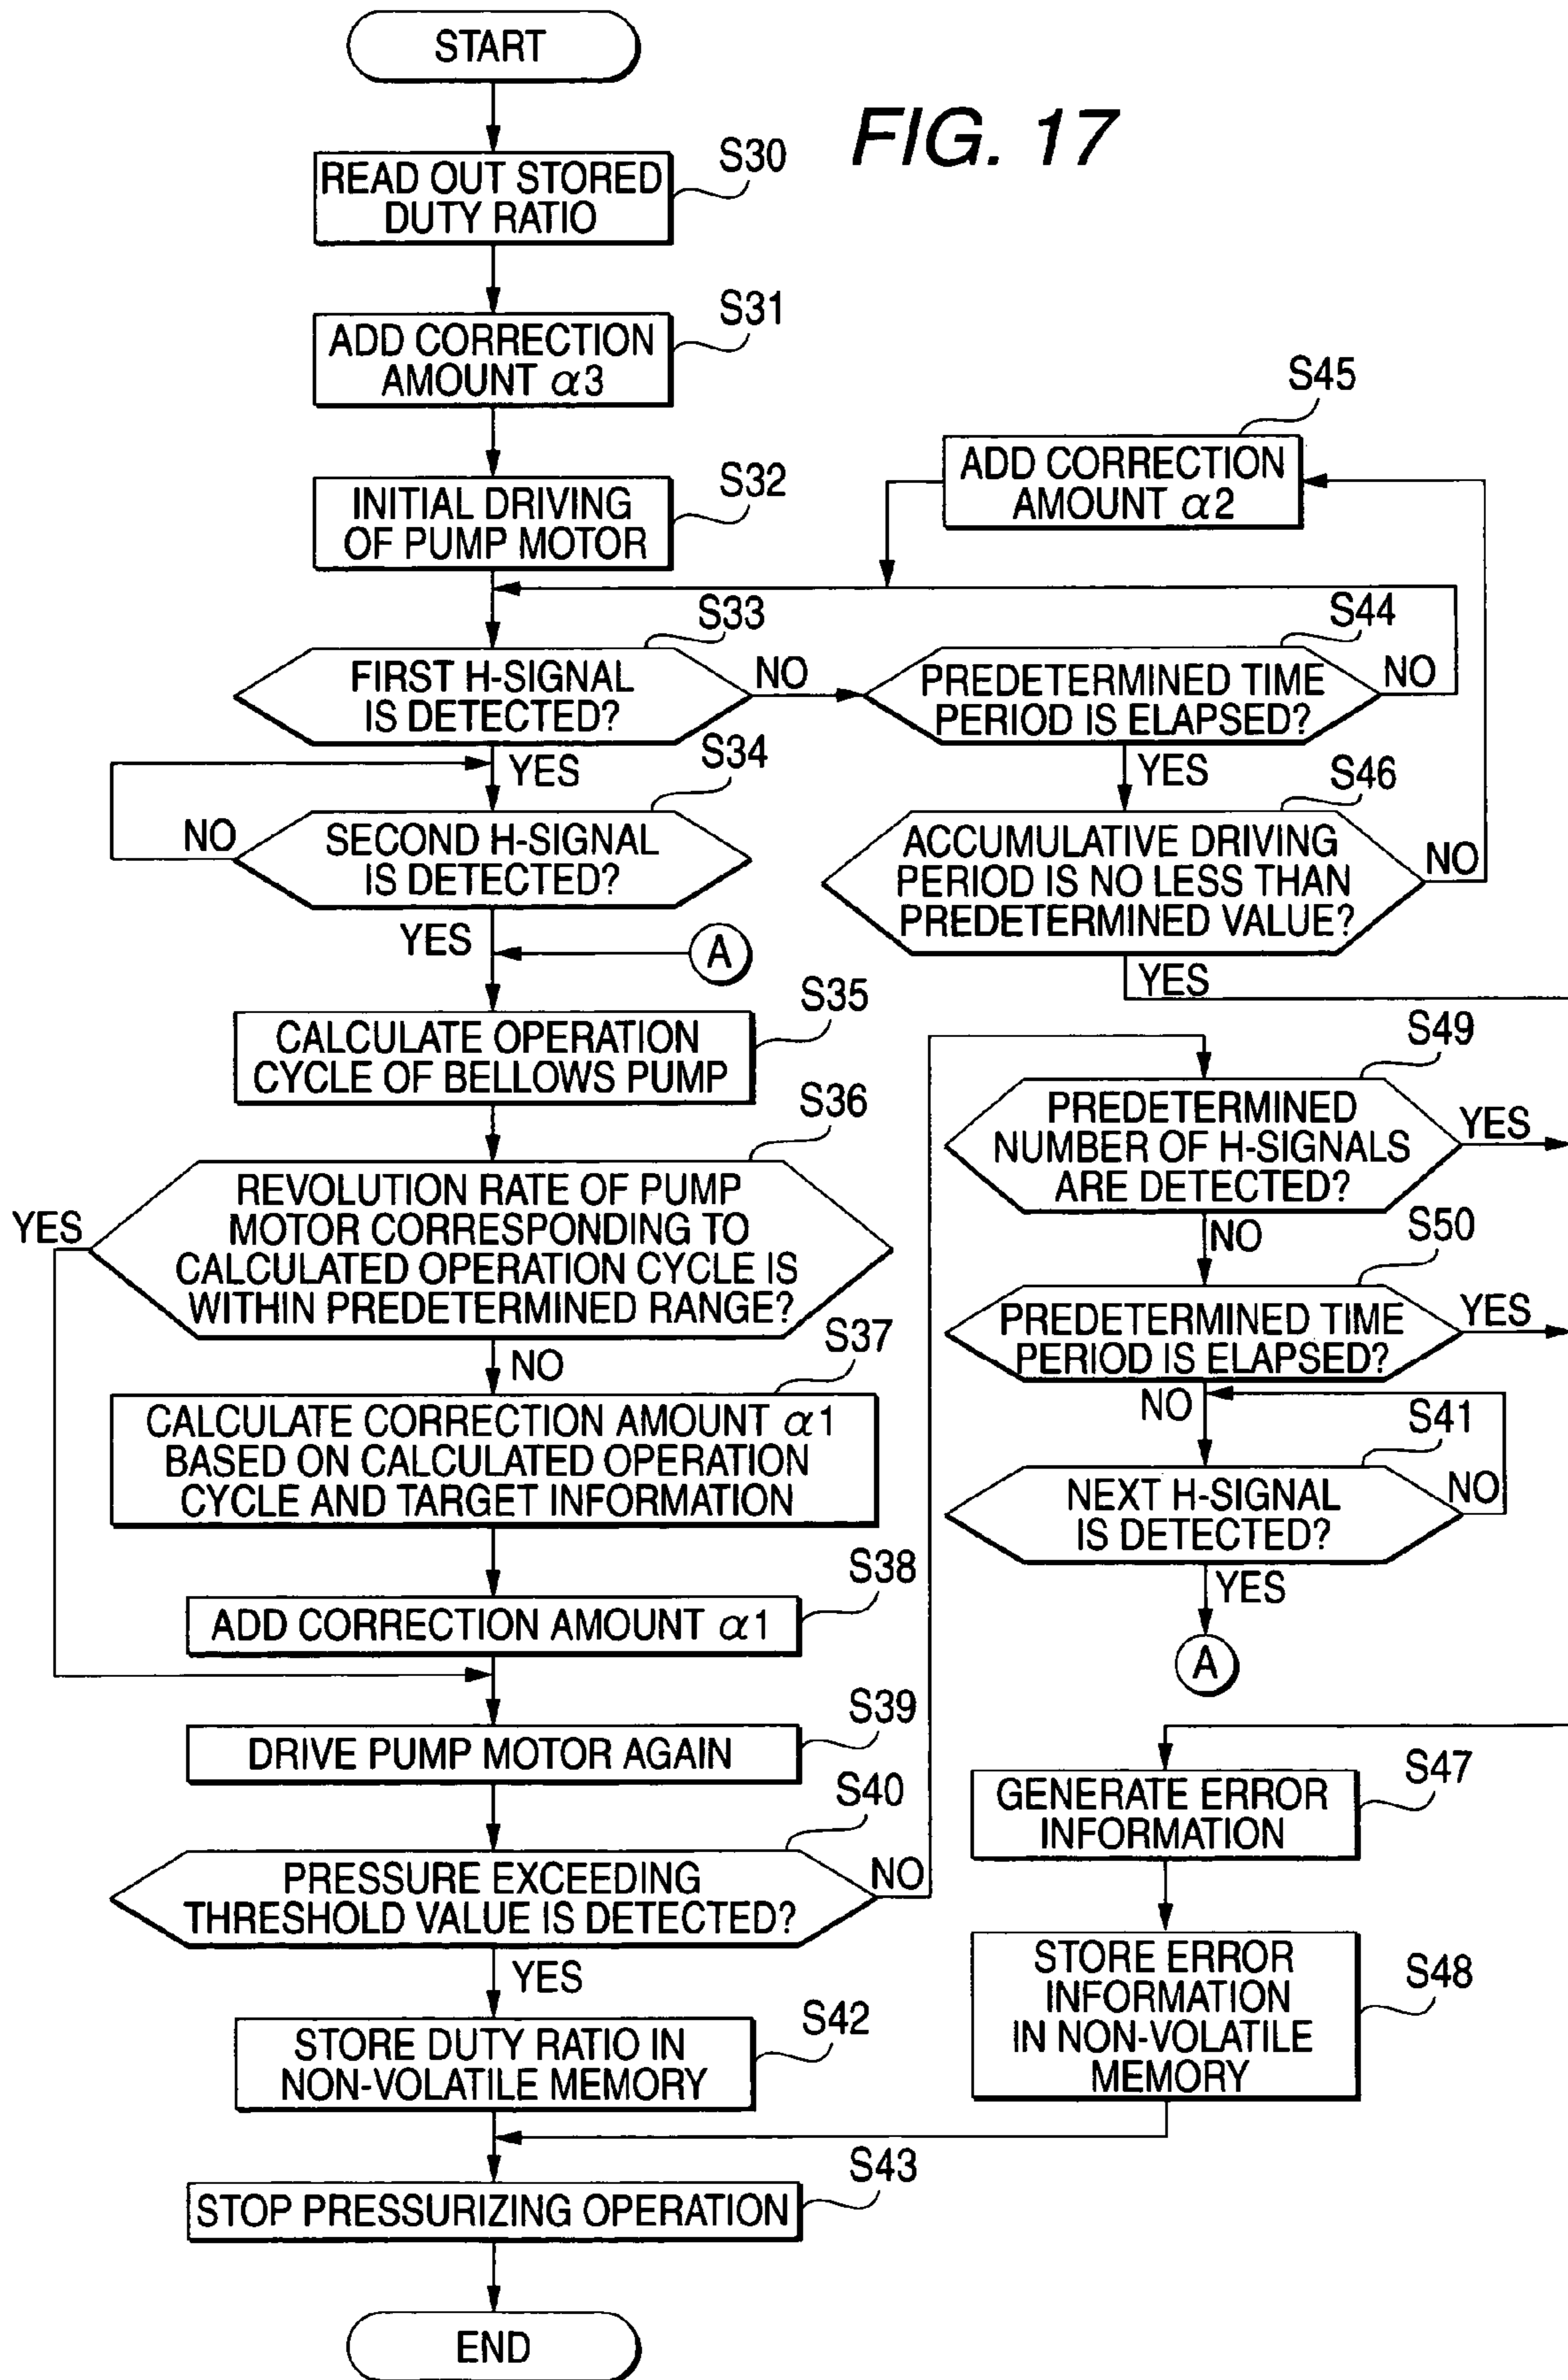 START
FIG. 17
S30
READ OUT STORED
DUTY RATIO
S31
ADD CORRECTION
AMOUNT α3
S32
INITIAL DRIVING
OF PUMP MOTOR
S45
ADD CORRECTION
AMOUNT α2
S33
FIRST H-SIGNAL
IS DETECTED?
NO
YES
S44
PREDETERMINED TIME
PERIOD IS ELAPSED?
NO
YES
S34
SECOND H-SIGNAL
IS DETECTED?
NO
YES
A
S46
ACCUMULATIVE DRIVING
PERIOD IS NO LESS THAN
PREDETERMINED VALUE?
NO
YES
S35
CALCULATE OPERATION
CYCLE OF BELLOWS PUMP
S36
REVOLUTION RATE OF PUMP
MOTOR CORRESPONDING TO
CALCULATED OPERATION CYCLE IS
WITHIN PREDETERMINED RANGE?
YES
NO
S37
CALCULATE CORRECTION AMOUNT α1
BASED ON CALCULATED OPERATION
CYCLE AND TARGET INFORMATION
S38
ADD CORRECTION AMOUNT α1
S39
DRIVE PUMP MOTOR AGAIN
S40
PRESSURE EXCEEDING
THRESHOLD VALUE IS DETECTED?
NO
YES
S42
STORE DUTY RATIO IN
NON-VOLATILE MEMORY
S43
STOP PRESSURIZING OPERATION
END
S49
PREDETERMINED
NUMBER OF H-SIGNALS
ARE DETECTED?
YES
NO
S50
PREDETERMINED TIME
PERIOD IS ELAPSED?
YES
NO
S41
NEXT H-SIGNAL
IS DETECTED?
NO
YES
A
S47
GENERATE ERROR
INFORMATION
S48
STORE ERROR
INFORMATION
IN NON-VOLATILE
MEMORY